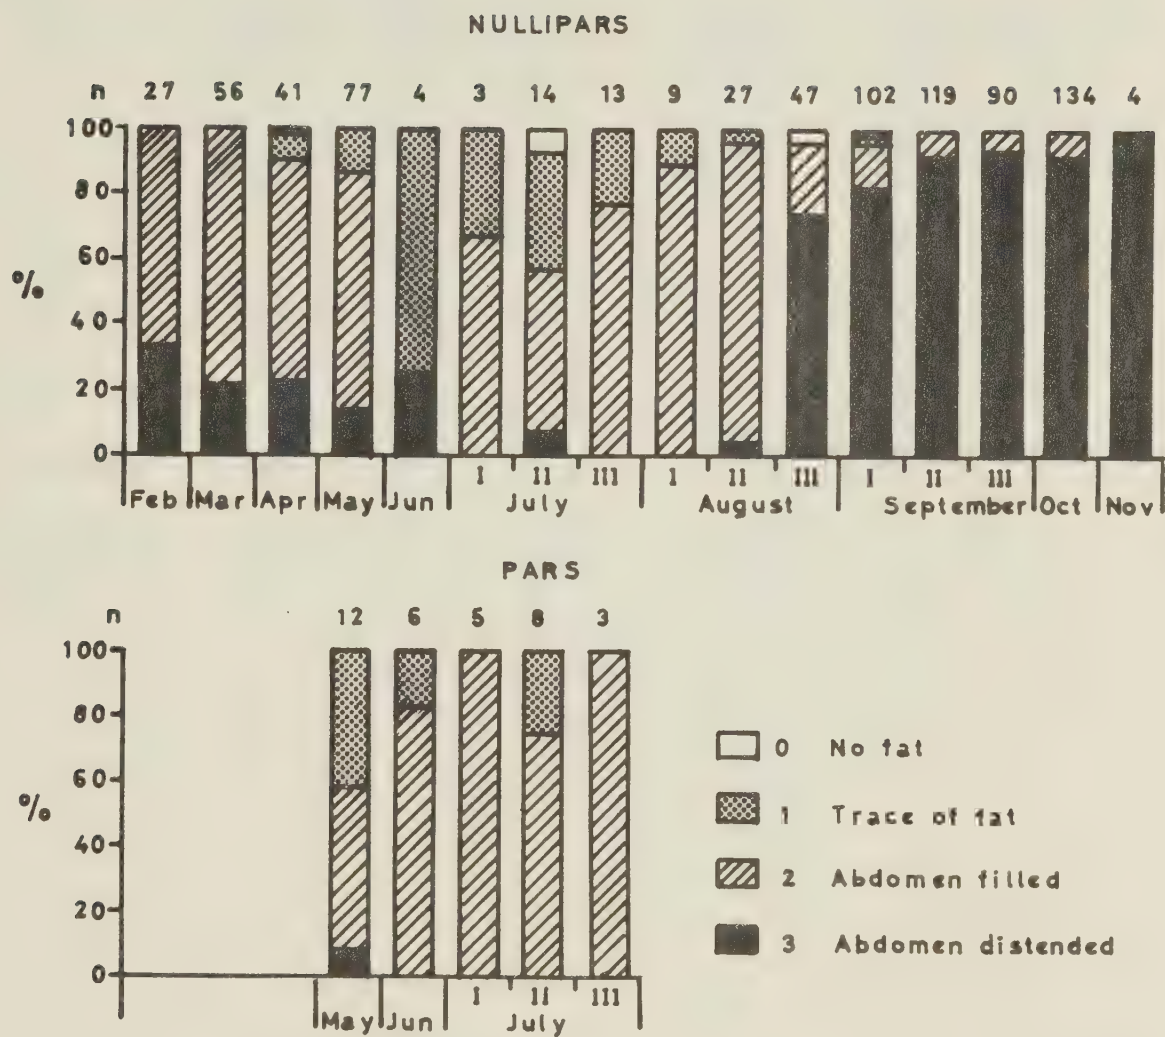 NULLIPARS
n 27 56 41 77 4 3 14 13 9 27 47 102 119 90 134 4
100
80
60
%
40
20
0
I II III I II III I II III
Feb Mar Apr May Jun July August September Oct Nov
PARS
n 12 6 5 8 3
100
80
60
%
40
20
0
I II III
May Jun July
0 No fat
1 Trace of fat
2 Abdomen filled
3 Abdomen distended